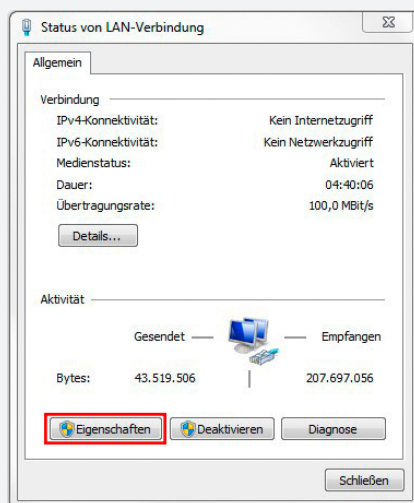 Status von LAN-Verbindung
Allgemein
Verbindung
IPv4-Konnektivität: Kein Internetzugriff
IPv6-Konnektivität: Kein Netzwerkzugriff
Medienstatus: Aktiviert
Dauer: 04:40:06
Übertragungsrate: 100,0 MBit/s
Details...
Aktivität
Gesendet Empfangen
Bytes: 43.519.506 207.697.056
Eigenschaften Deaktivieren Diagnose
Schließen